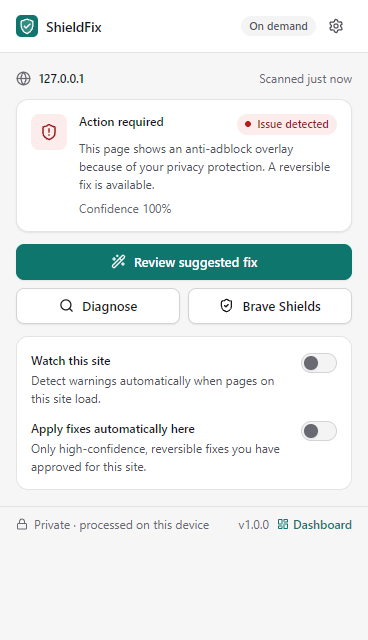 ShieldFix
On demand
127.0.0.1
Scanned just now
Action required
Issue detected
This page shows an anti-adblock overlay
because of your privacy protection. A reversible
fix is available.
Confidence 100%
Review suggested fix
Diagnose
Brave Shields
Watch this site
Detect warnings automatically when pages on
this site load.
Apply fixes automatically here
Only high-confidence, reversible fixes you have
approved for this site.
Private · processed on this device
v1.0.0
Dashboard